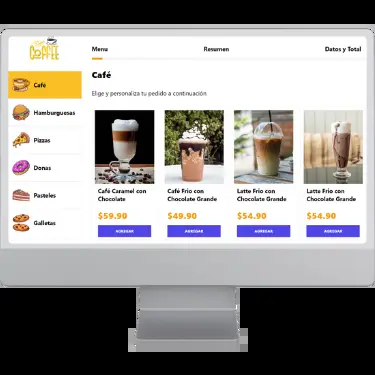 COFFEE
Menu
Resumen
Datos y Total
Café
Hamburguesas
Pizzas
Donas
Pasteles
Galletas
Café
Elige y personaliza tu pedido a continuación
Café Caramel con
Chocolate
$59.90
AGREGAR
Café Frio con
Chocolate Grande
$49.90
AGREGAR
Latte Frio con
Chocolate Grande
$54.90
AGREGAR
Latte Frio con
Chocolate Grande
$54.90
AGREGAR